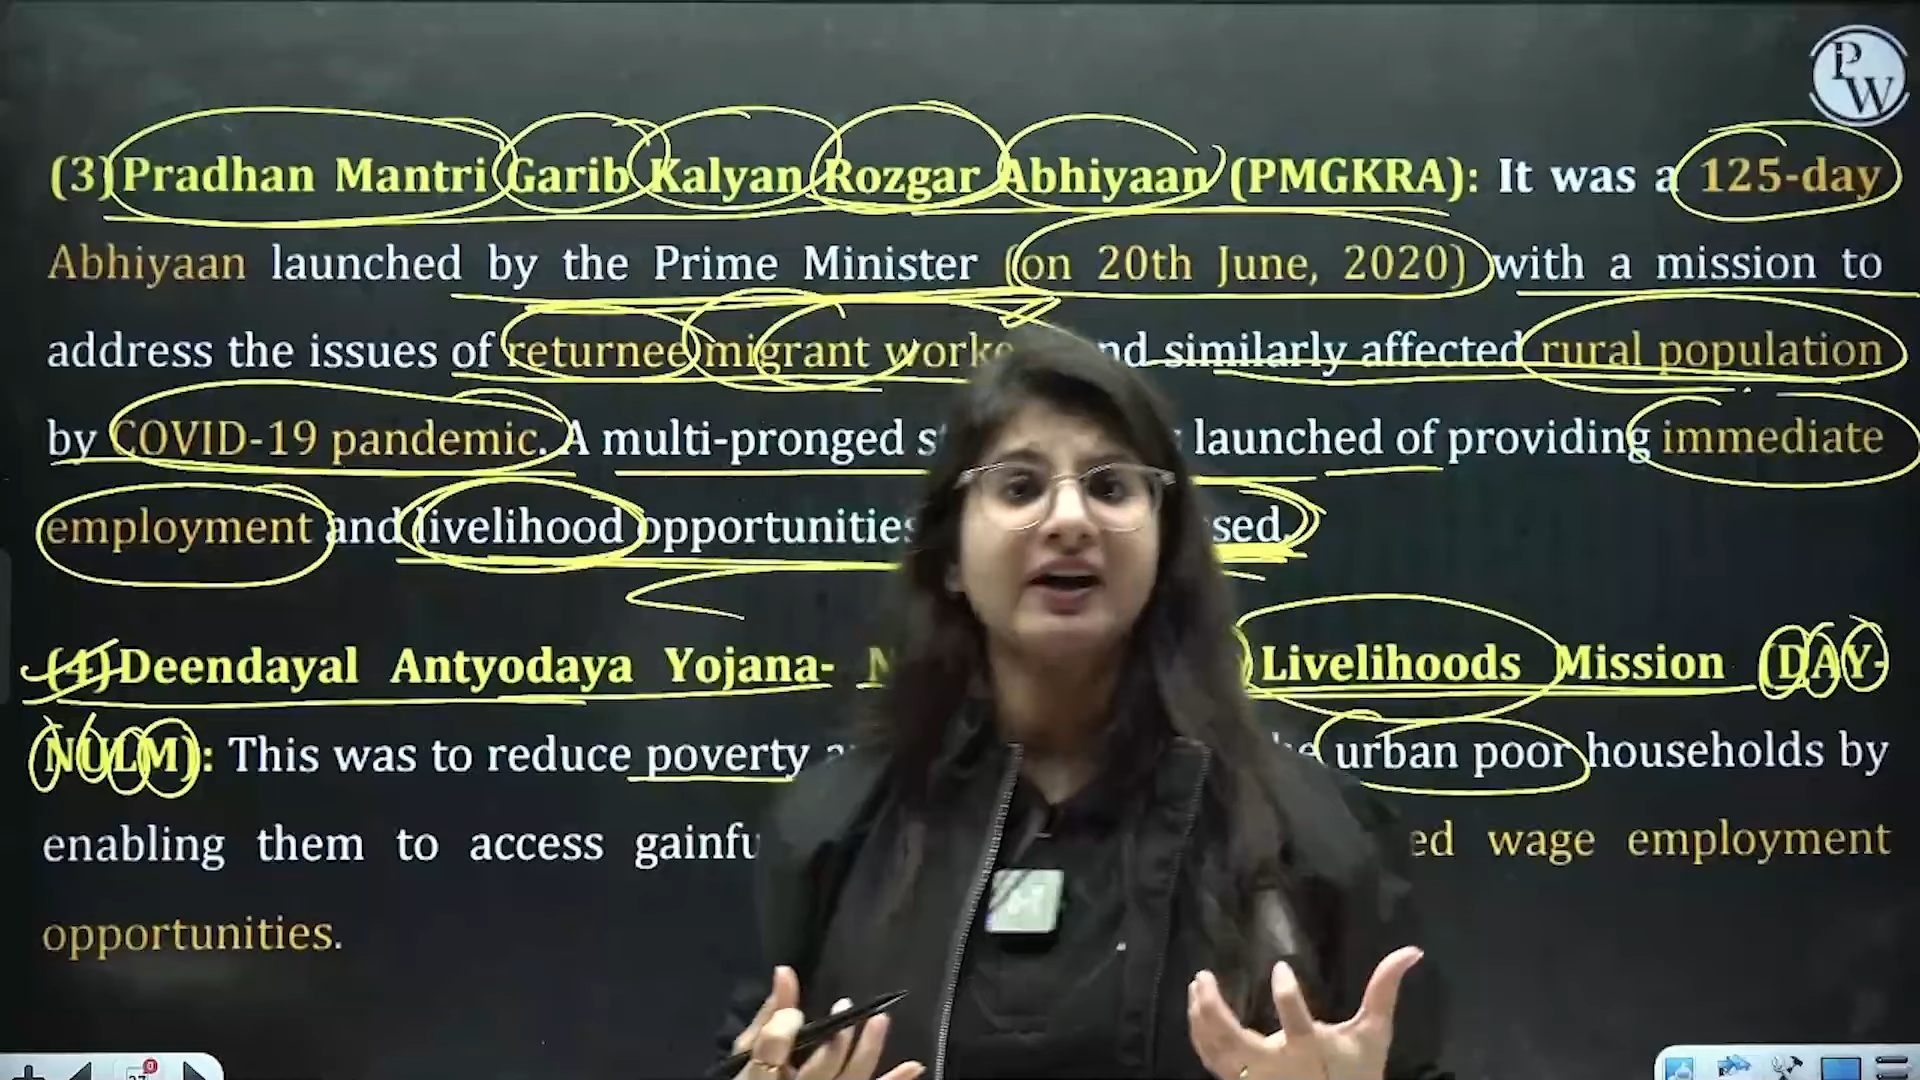 PW
(3) Pradhan Mantri Garib Kalyan Rozgar Abhiyaan (PMGKRA): It was a 125-day
Abhiyaan launched by the Prime Minister (on 20th June, 2020) with a mission to
address the issues of returnee migrant similarly affected rural population
by COVID-19 pandemic. A multi-pronged launched of providing immediate
employment and livelihood opportunities
(4) Deendayal Antyodaya Yojana- Livelihoods Mission (DAY-
NULM): This was to reduce poverty urban poor households by
enabling them to access wage employment
opportunities.